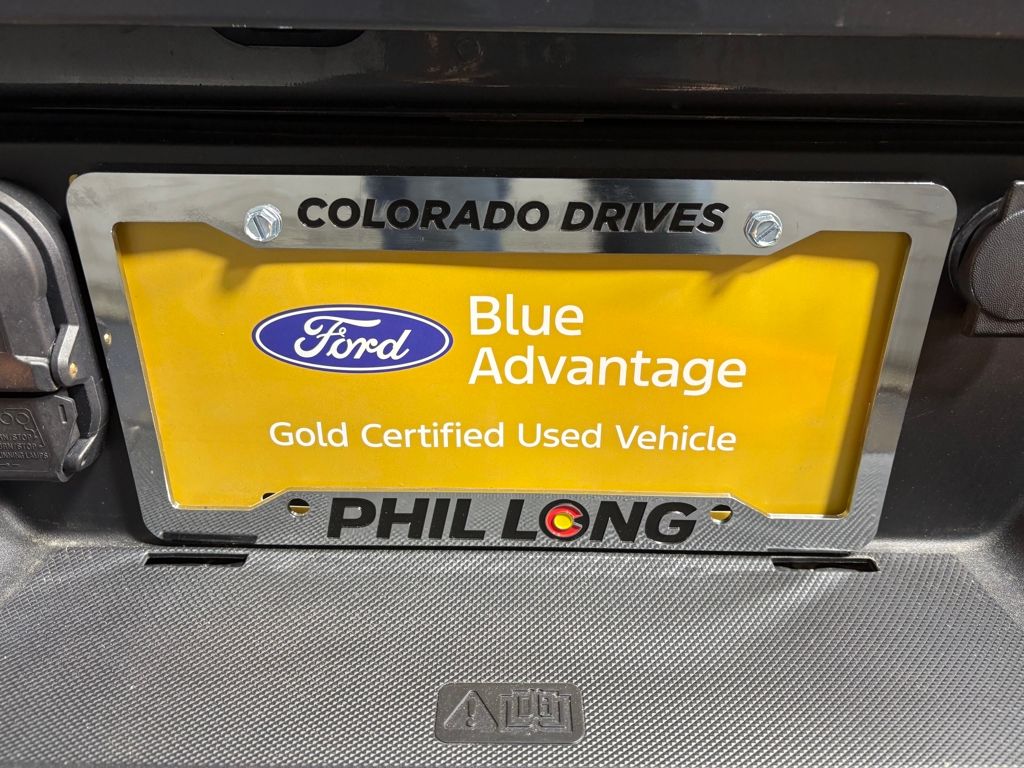 COLORADO DRIVES
Ford
Blue
Advantage
Gold Certified Used Vehicle
PHIL LONG